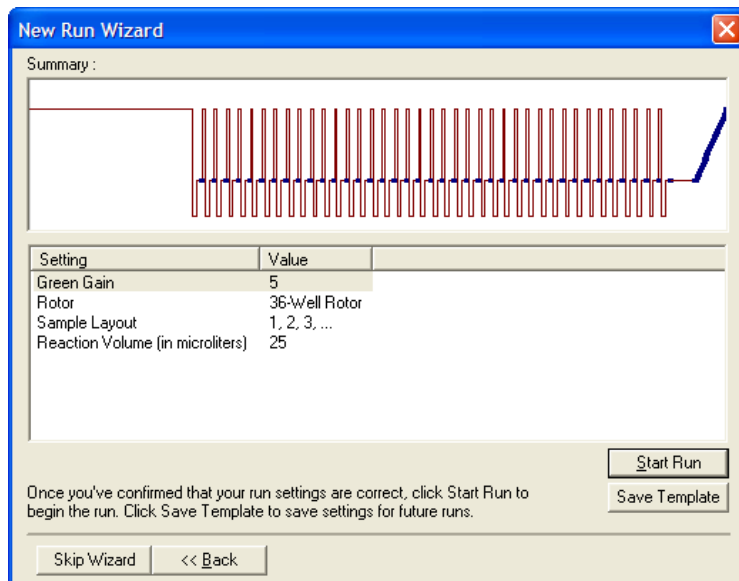 New Run Wizard
Summary :
Setting Value
Green Gain 5
Rotor 36-Well Rotor
Sample Layout 1, 2, 3, ...
Reaction Volume (in microliters) 25
Start Run
Once you've confirmed that your run settings are correct, click Start Run to
begin the run. Click Save Template to save settings for future runs.
Save Template
Skip Wizard << Back